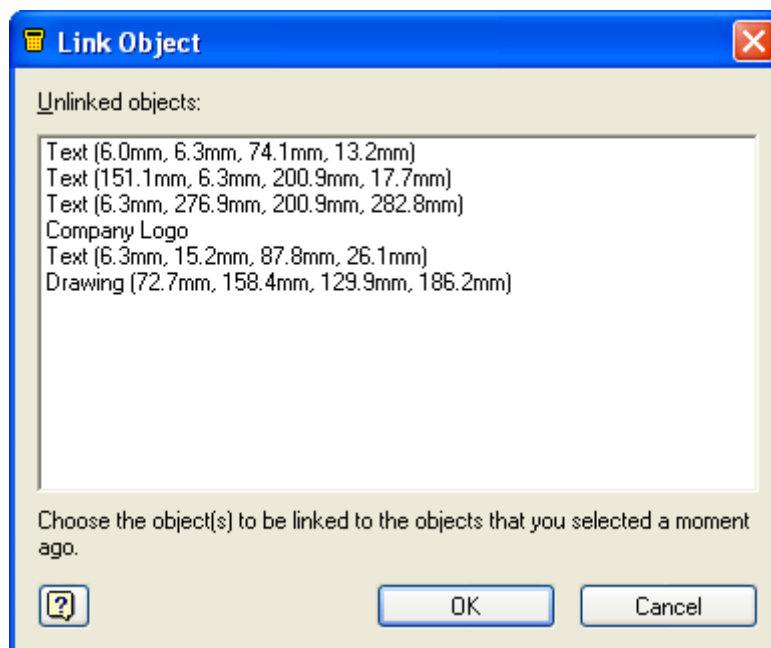 Link Object
Unlinked objects:
Text (6.0mm, 6.3mm, 74.1mm, 13.2mm)
Text (151.1mm, 6.3mm, 200.9mm, 17.7mm)
Text (6.3mm, 276.9mm, 200.9mm, 282.8mm)
Company Logo
Text (6.3mm, 15.2mm, 87.8mm, 26.1mm)
Drawing (72.7mm, 158.4mm, 129.9mm, 186.2mm)
Choose the object(s) to be linked to the objects that you selected a moment
ago.
OK Cancel